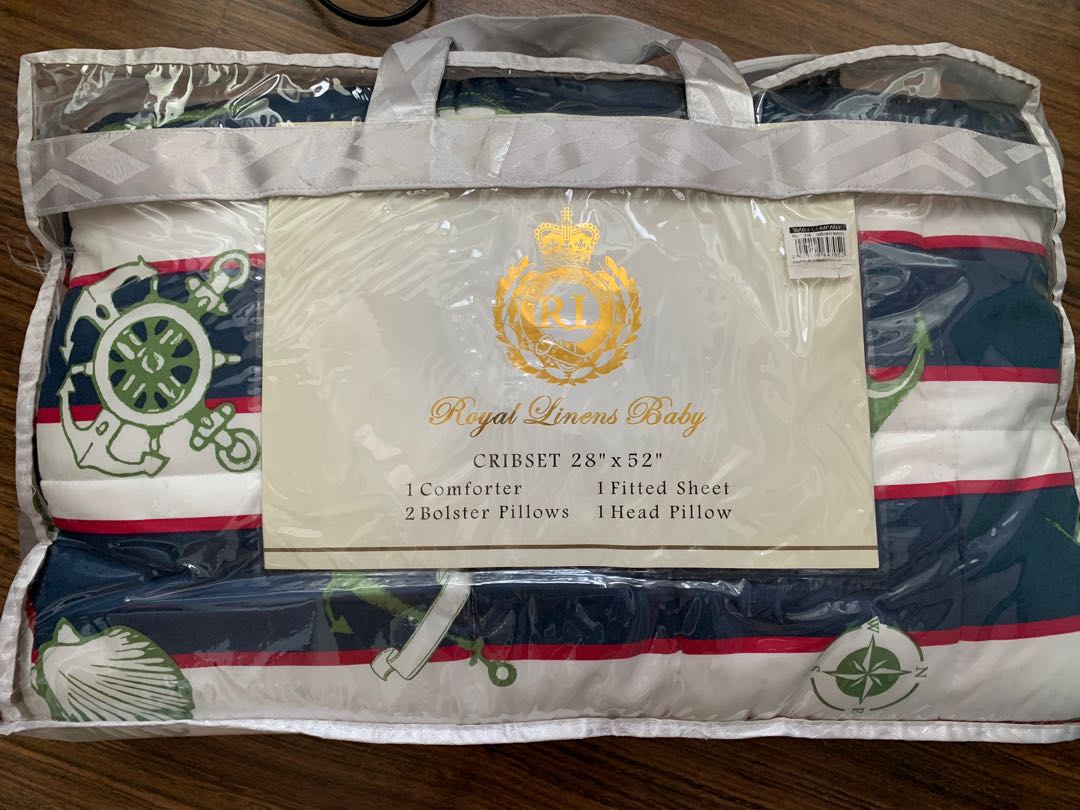 BABY COMPANY
RL
Royal Linens Baby
CRIBSET 28" x 52"
1 Comforter 1 Fitted Sheet
2 Bolster Pillows 1 Head Pillow
W
S N
E